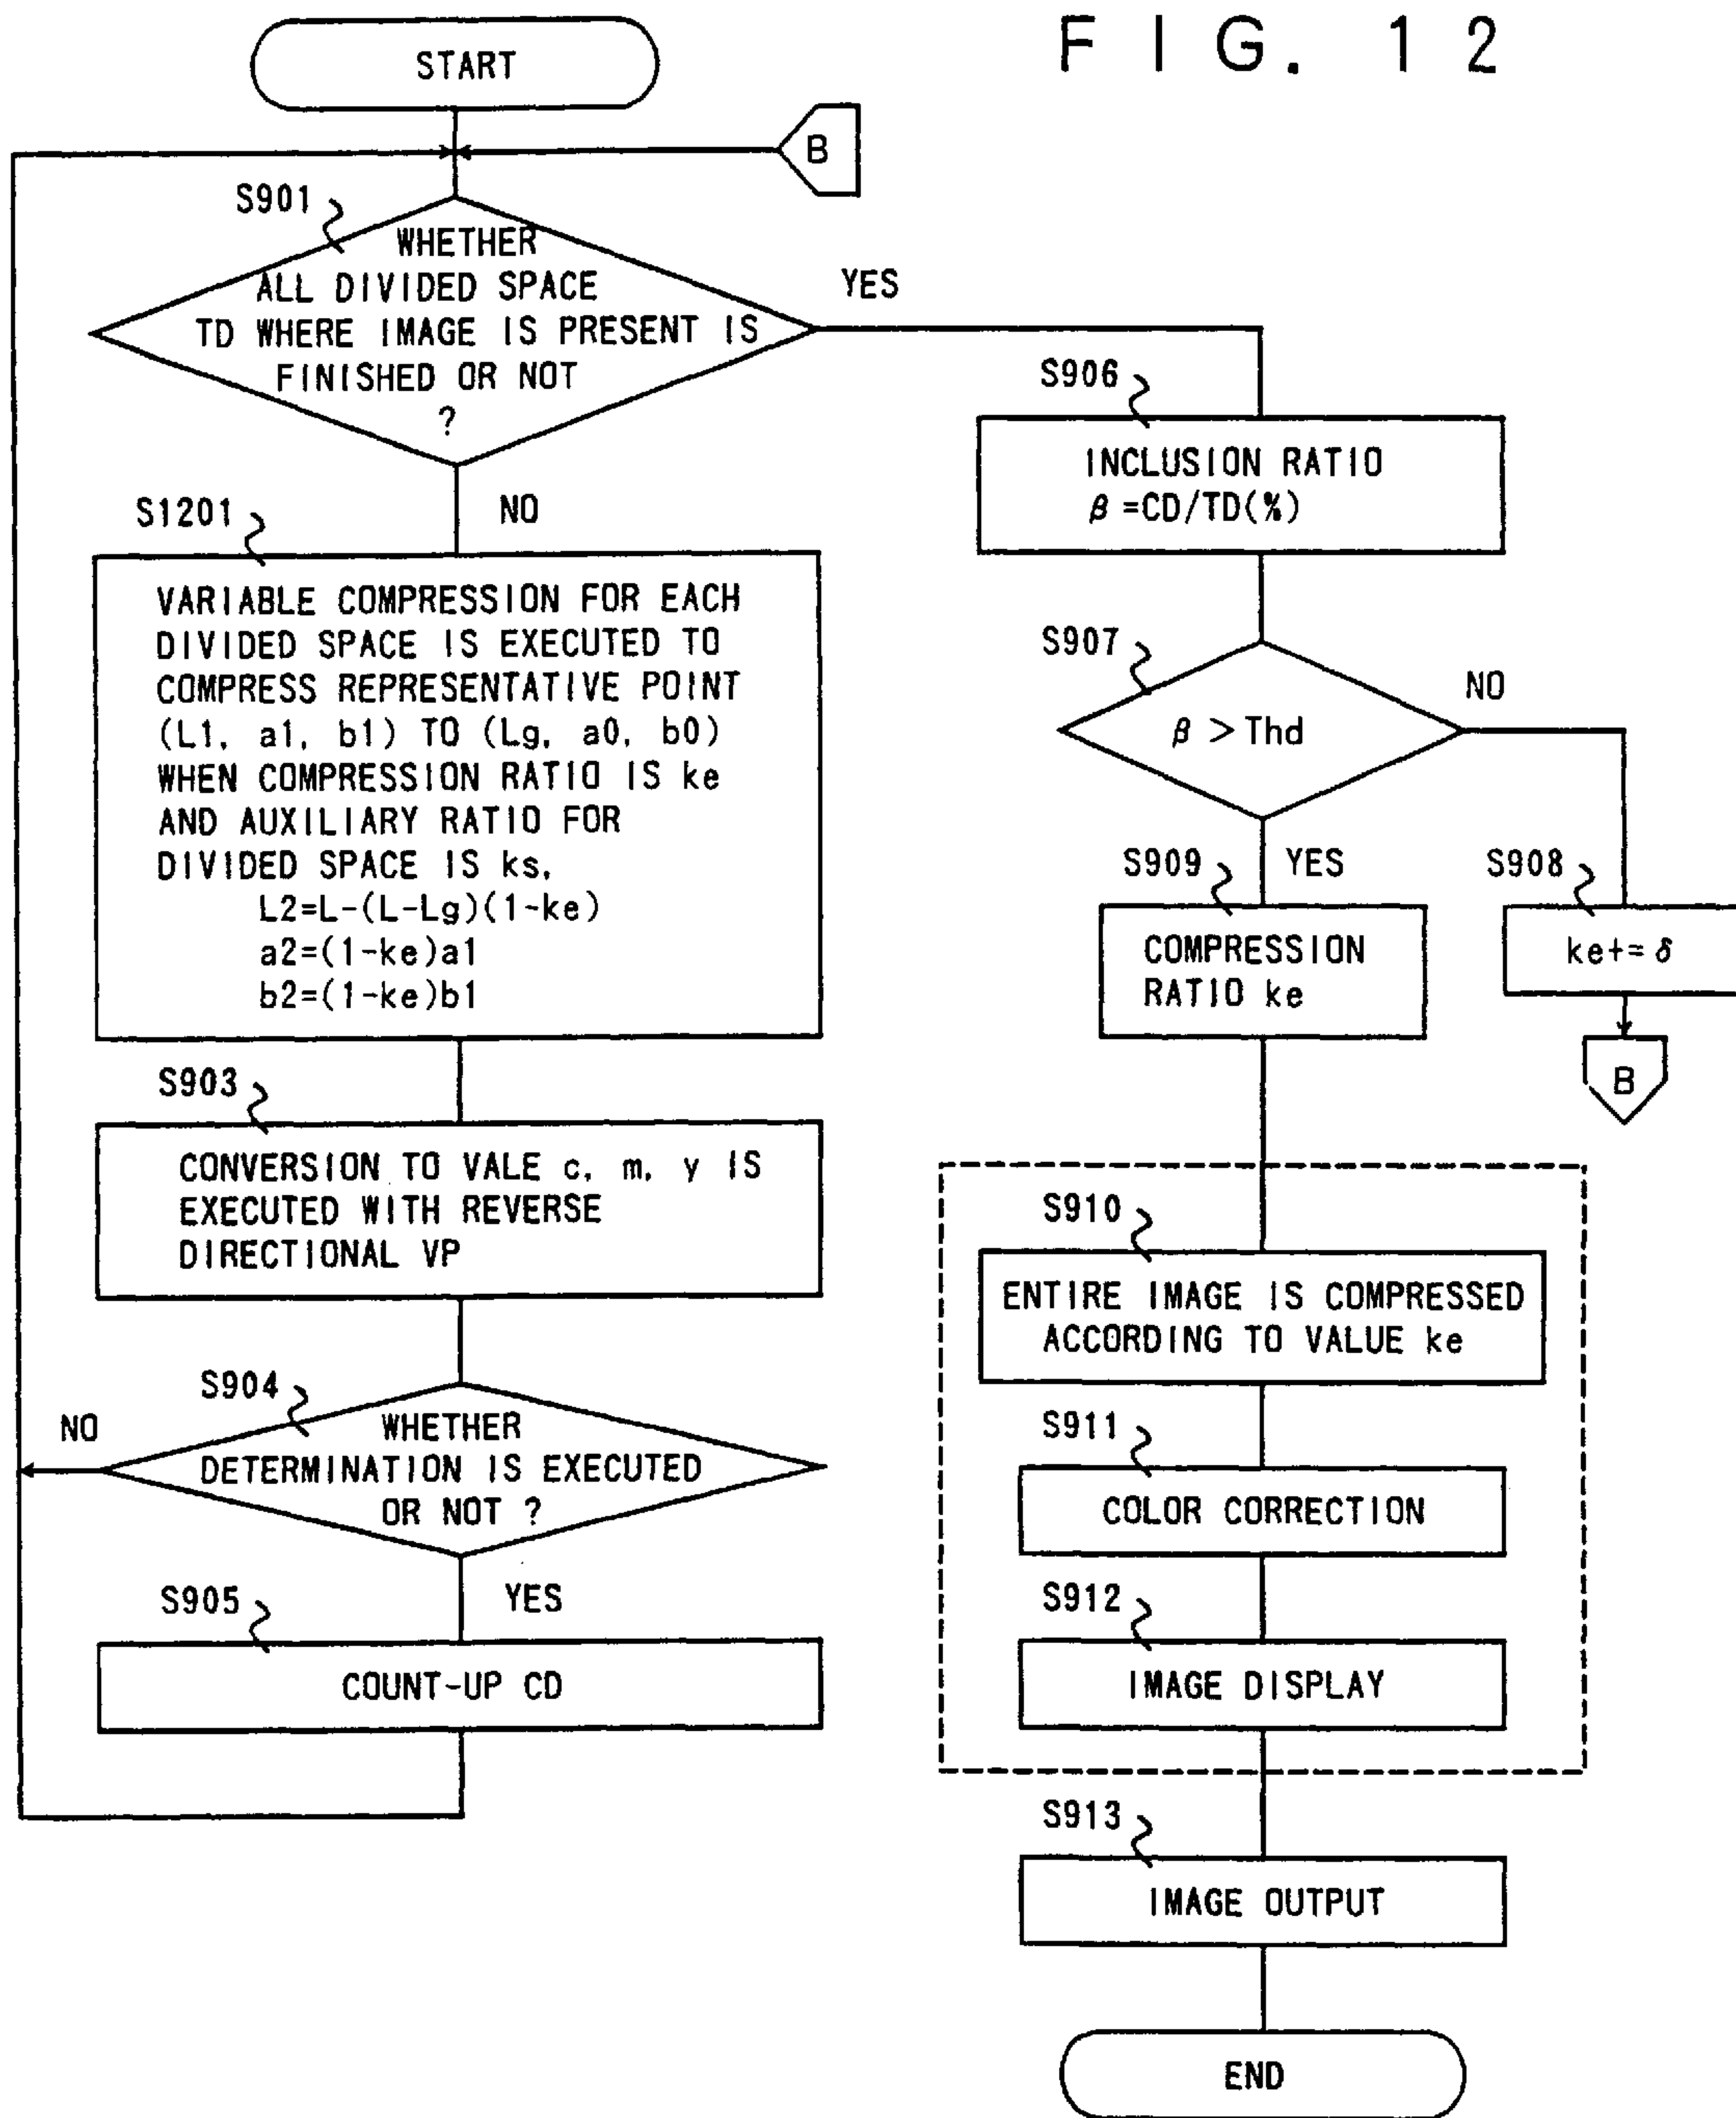 FIG. 12
START
B
S901
WHETHER
ALL DIVIDED SPACE
TD WHERE IMAGE IS PRESENT IS
FINISHED OR NOT
?
YES
NO
S1201
VARIABLE COMPRESSION FOR EACH
DIVIDED SPACE IS EXECUTED TO
COMPRESS REPRESENTATIVE POINT
(L1, a1, b1) TO (Lg, a0, b0)
WHEN COMPRESSION RATIO IS ke
AND AUXILIARY RATIO FOR
DIVIDED SPACE IS ks,
L2=L-(L-Lg)(1-ke)
a2=(1-ke)a1
b2=(1-ke)b1
S903
CONVERSION TO VALE c, m, y IS
EXECUTED WITH REVERSE
DIRECTIONAL VP
S904
WHETHER
DETERMINATION IS EXECUTED
OR NOT ?
NO
YES
S905
COUNT-UP CD
S906
INCLUSION RATIO
β=CD/TD(%)
S907
β > Thd
NO
YES
S908
ke+=δ
B
S909
COMPRESSION
RATIO ke
S910
ENTIRE IMAGE IS COMPRESSED
ACCORDING TO VALUE ke
S911
COLOR CORRECTION
S912
IMAGE DISPLAY
S913
IMAGE OUTPUT
END